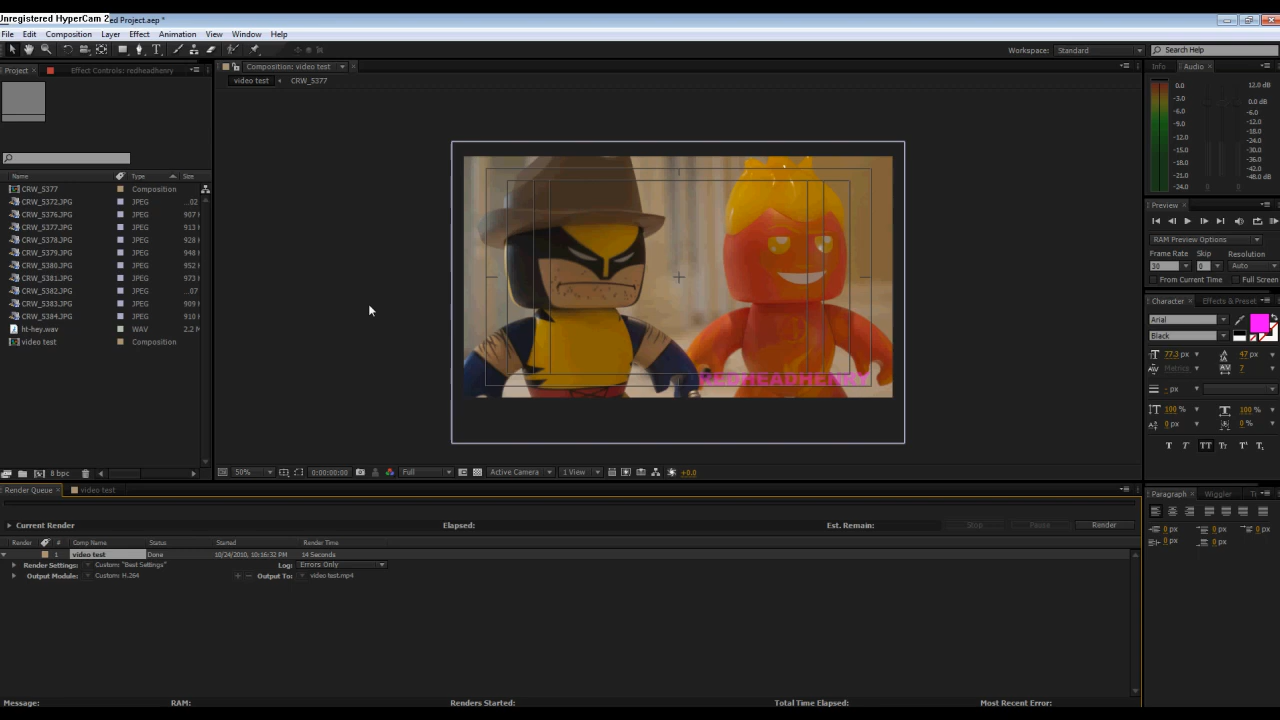 Unregistered HyperCam 2
ed Project.aep *
File Edit Composition Layer Effect Animation View Window Help
Workspace: Standard Search Help
Project Effect Controls: redheadhenry
Composition: video test
Info Audio
video test CRW_5377
0.0 12.0 dB
-3.0 0.0 dB
-6.0 -6.0
-9.0 -12.0
-12.0 -18.0
-15.0 -24.0
-18.0 -30.0
-21.0 -36.0
-24.0 -42.0
-48.0 dB
Name Type Size
CRW_5377 Composition
CRW_5372.JPG JPEG ...02
CRW_5376.JPG JPEG 907 K
CRW_5377.JPG JPEG 913 K
CRW_5378.JPG JPEG 928 K
CRW_5379.JPG JPEG 948 K
CRW_5380.JPG JPEG 952 K
CRW_5381.JPG JPEG 973 K
CRW_5382.JPG JPEG ...07
CRW_5383.JPG JPEG 909 K
CRW_5384.JPG JPEG 910 K
ht-hey.wav WAV 2.2 M
video test Composition
REDHEADHENRY
Preview
RAM Preview Options
Frame Rate Skip Resolution
30 0 Auto
From Current Time Full Screen
Character Effects & Preset
Arial
Black
77.3 px 47 px
Metrics 7
- px
100 % 100 %
0 px 0 %
8 bpc
50% 0:00:00:00 Full Active Camera 1 View +0.0
Render Queue video test
Current Render Elapsed: Est. Remain: Stop Pause Render
Render # Comp Name Status Started Render Time
1 video test Done 10/24/2010, 10:16:32 PM 14 Seconds
Render Settings: Custom: "Best Settings" Log: Errors Only
Output Module: Custom: H.264 Output To: video test.mp4
Paragraph Wiggler Ti
0 px 0 px 0 px
0 px 0 px
Message: RAM: Renders Started: Total Time Elapsed: Most Recent Error: